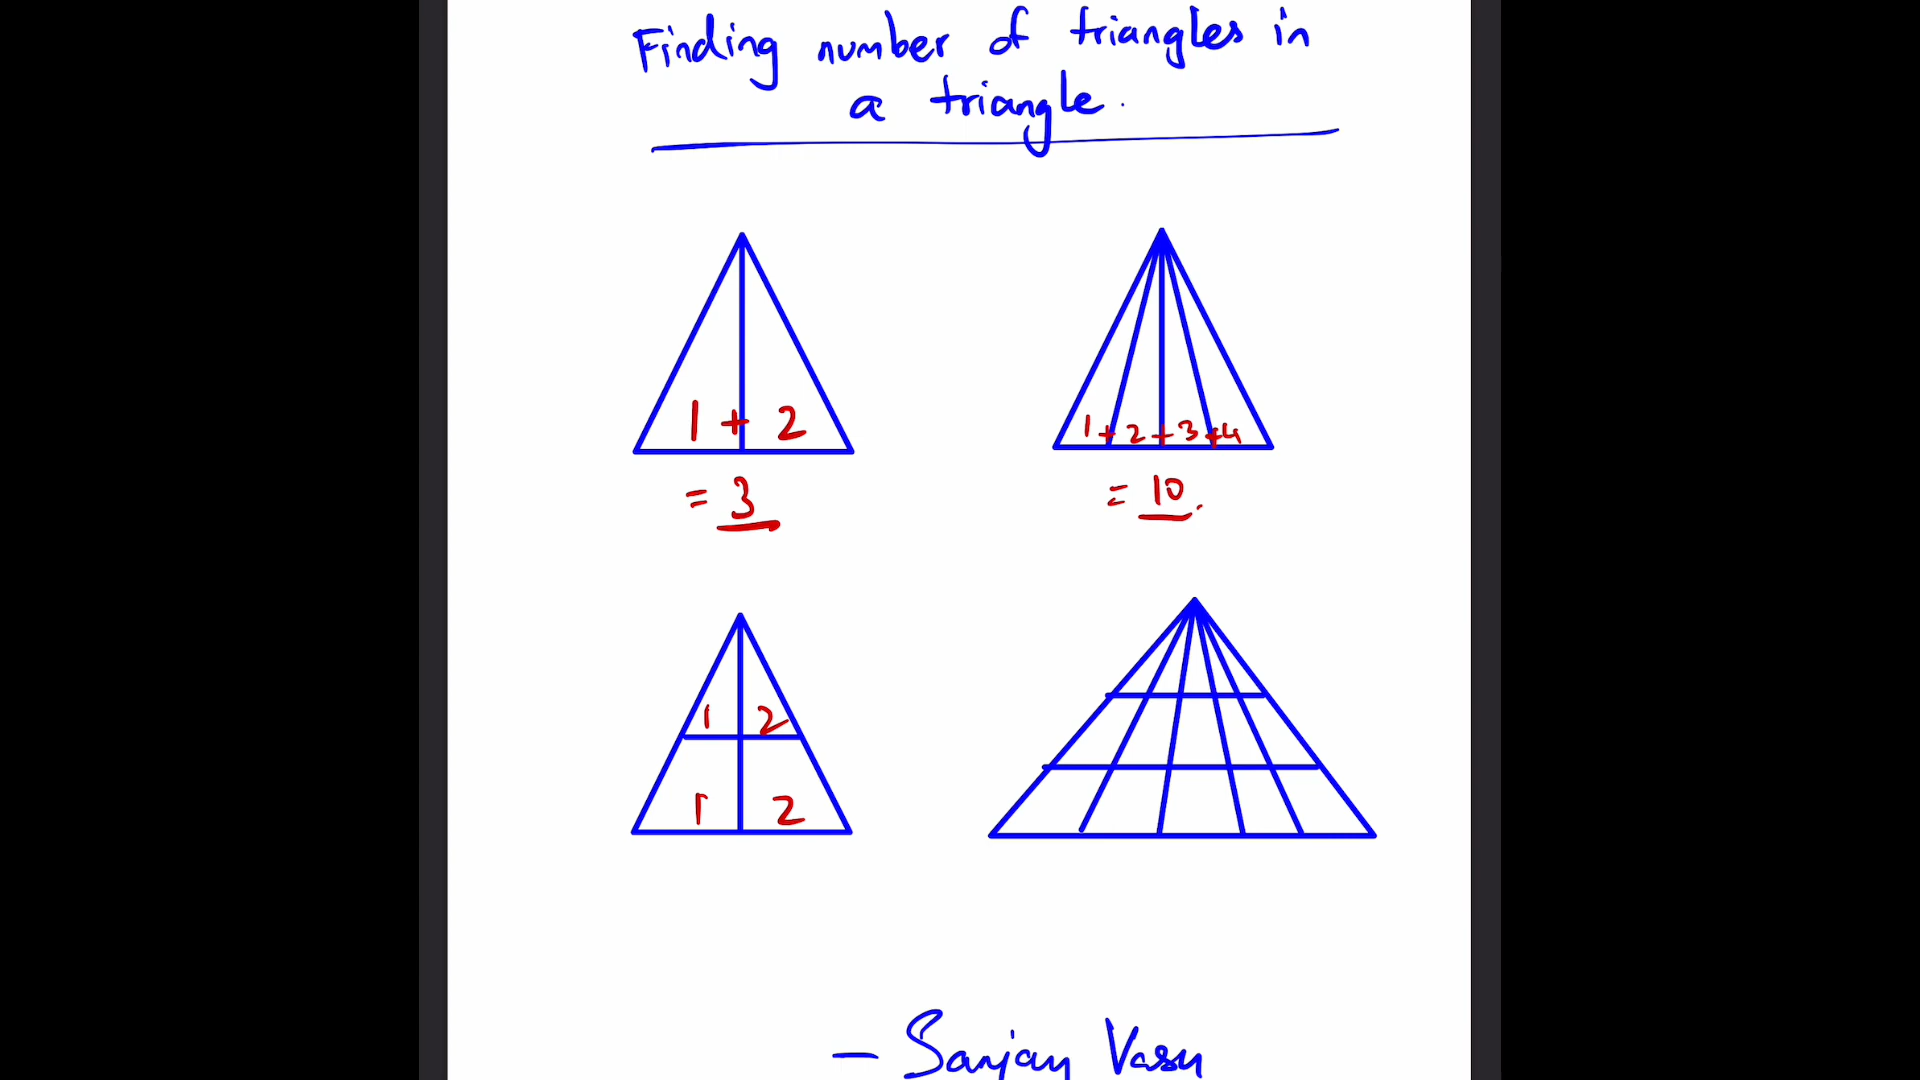 Finding number of triangles in
a triangle.
1 + 2
= 3
1 + 2 + 3 + 4
= 10.
1 2
1 2
— Sanjay Vasu